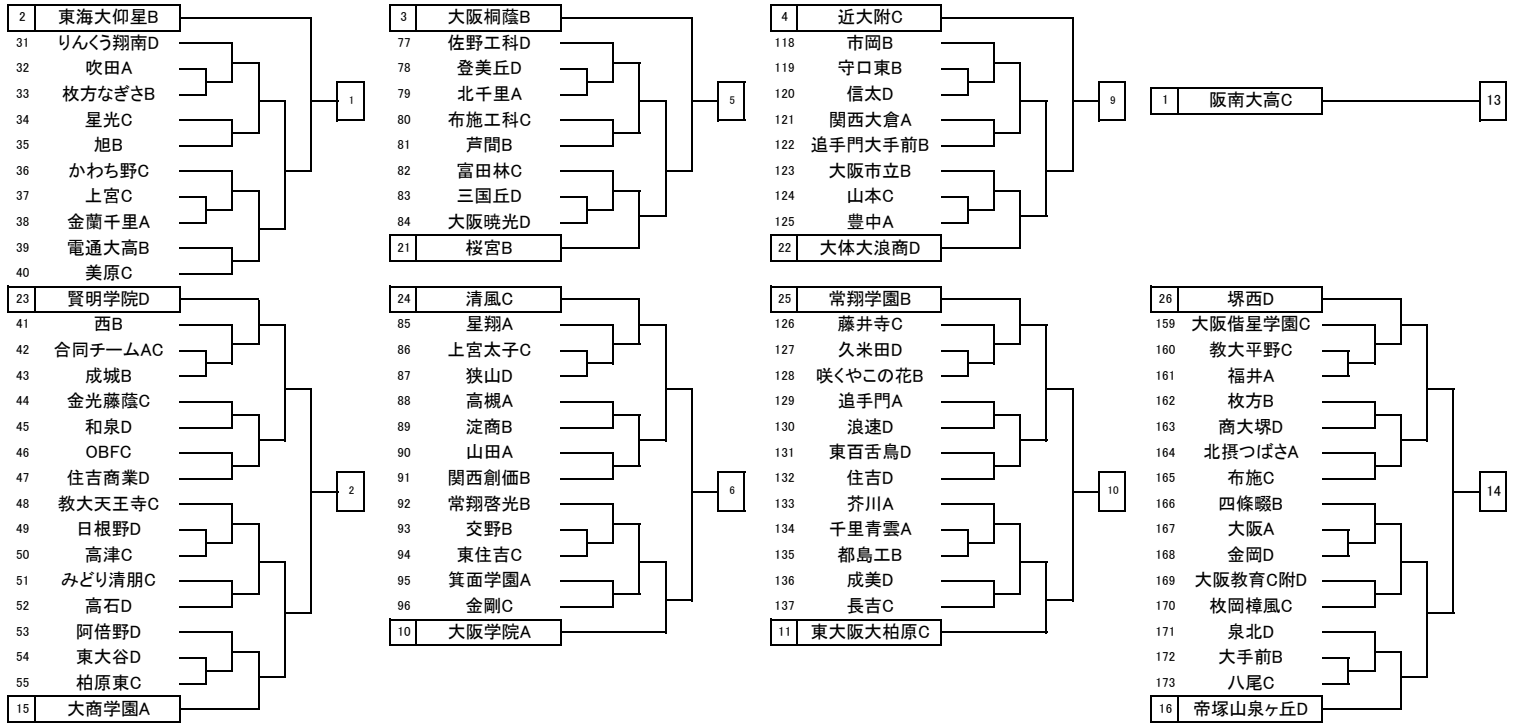 2 東海大仰星B
31 りんくう翔南D
32 吹田A
33 枚方なぎさB
34 星光C
35 旭B
36 かわち野C
37 上宮C
38 金蘭千里A
39 電通大高B
40 美原C
1
23 賢明学院D
41 西B
42 合同チームAC
43 成城B
44 金光藤蔭C
45 和泉D
46 OBFC
47 住吉商業D
48 教大天王寺C
49 日根野D
50 高津C
51 みどり清朋C
52 高石D
53 阿倍野D
54 東大谷D
55 柏原東C
15 大商学園A
2
3 大阪桐蔭B
77 佐野工科D
78 登美丘D
79 北千里A
80 布施工科C
81 芦間B
82 富田林C
83 三国丘D
84 大阪暁光D
21 桜宮B
5
24 清風C
85 星翔A
86 上宮太子C
87 狭山D
88 高槻A
89 淀商B
90 山田A
91 関西創価B
92 常翔啓光B
93 交野B
94 東住吉C
95 箕面学園A
96 金剛C
10 大阪学院A
6
4 近大附C
118 市岡B
119 守口東B
120 信太D
121 関西大倉A
122 追手門大手前B
123 大阪市立B
124 山本C
125 豊中A
22 大体大浪商D
9
25 常翔学園B
126 藤井寺C
127 久米田D
128 咲くやこの花B
129 追手門A
130 浪速D
131 東百舌鳥D
132 住吉D
133 芥川A
134 千里青雲A
135 都島工B
136 成美D
137 長吉C
11 東大阪大柏原C
10
1 阪南大高C
13
26 堺西D
159 大阪偕星学園C
160 教大平野C
161 福井A
162 枚方B
163 商大堺D
164 北摂つばさA
165 布施C
166 四條畷B
167 大阪A
168 金岡D
169 大阪教育C附D
170 枚岡樟風C
171 泉北D
172 大手前B
173 八尾C
16 帝塚山泉ヶ丘D
14